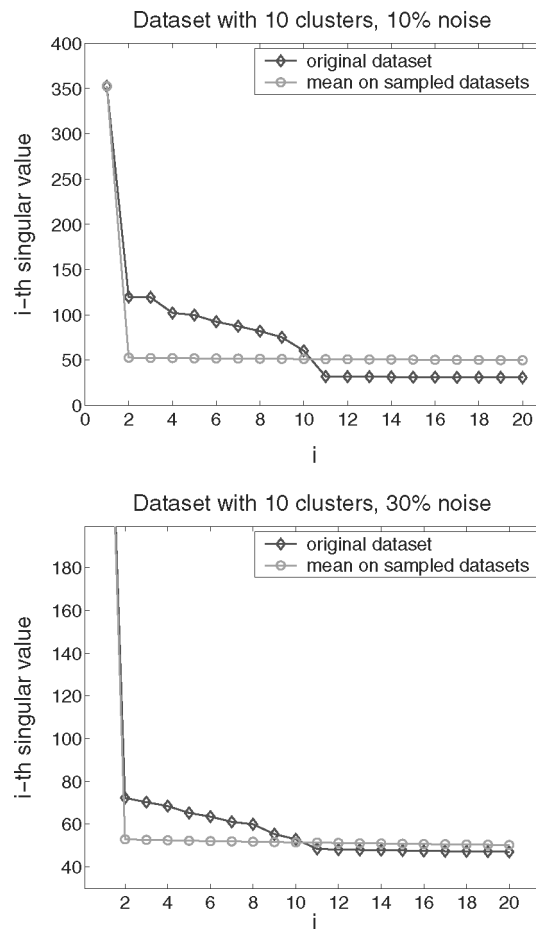 Dataset with 10 clusters, 10% noise
original dataset
mean on sampled datasets
i-th singular value
400
350
300
250
200
150
100
50
0
0 2 4 6 8 10 12 14 16 18 20
i
Dataset with 10 clusters, 30% noise
original dataset
mean on sampled datasets
i-th singular value
180
160
140
120
100
80
60
40
2 4 6 8 10 12 14 16 18 20
i